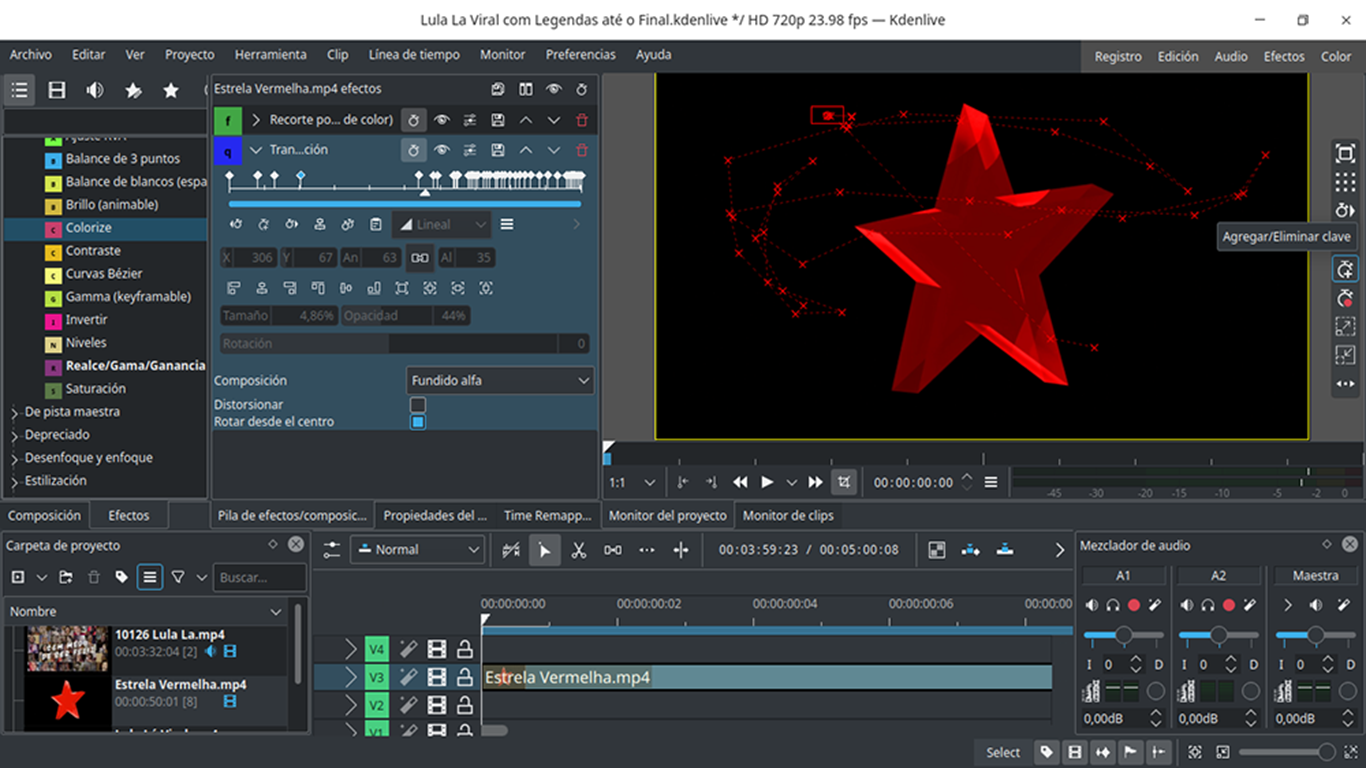 Lula La Viral com Legendas até o Final.kdenlive */ HD 720p 23.98 fps — Kdenlive
Archivo Editar Ver Proyecto Herramienta Clip Línea de tiempo Monitor Preferencias Ayuda
Registro Edición Audio Efectos Color
Balance de 3 puntos
Balance de blancos (espa
Brillo (animable)
Colorize
Contraste
Curvas Bézier
Gamma (keyframable)
Invertir
Niveles
Realce/Gama/Ganancia
Saturación
De pista maestra
Depreciado
Desenfoque y enfoque
Estilización
Composición Efectos
Estrela Vermelha.mp4 efectos
f Recorte po... de color)
q Tran...ción
Lineal
X 306 Y 67 An 63 Al 35
Tamaño 4,86% Opacidad 44%
Rotación 0
Composición Fundido alfa
Distorsionar
Rotar desde el centro
Pila de efectos/composic... Propiedades del ... Time Remapp...
Agregar/Eliminar clave
1:1 00:00:00:00
-45 -30 -20 -15 -10 -5 -2 0
Monitor del proyecto Monitor de clips
Carpeta de proyecto
Buscar...
Nombre
10126 Lula La.mp4
00:03:32:04 [2]
Estrela Vermelha.mp4
00:00:50:01 [8]
Normal 00:03:59:23 / 00:05:00:08
00:00:00:00 00:00:00:02 00:00:00:04 00:00:00:06 00:00:00
V4
V3 Estrela Vermelha.mp4
V2
V1
Mezclador de audio
A1 A2 Maestra
I 0 D I 0 D I 0 D
0,00dB 0,00dB 0,00dB
Select